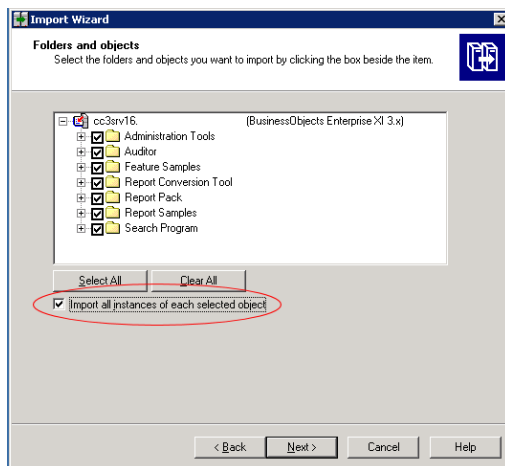 Import Wizard
Folders and objects
Select the folders and objects you want to import by clicking the box beside the item.
cc3srv16. (BusinessObjects Enterprise XI 3.x)
Administration Tools
Auditor
Feature Samples
Report Conversion Tool
Report Pack
Report Samples
Search Program
Select All Clear All
Import all instances of each selected object
< Back Next > Cancel Help